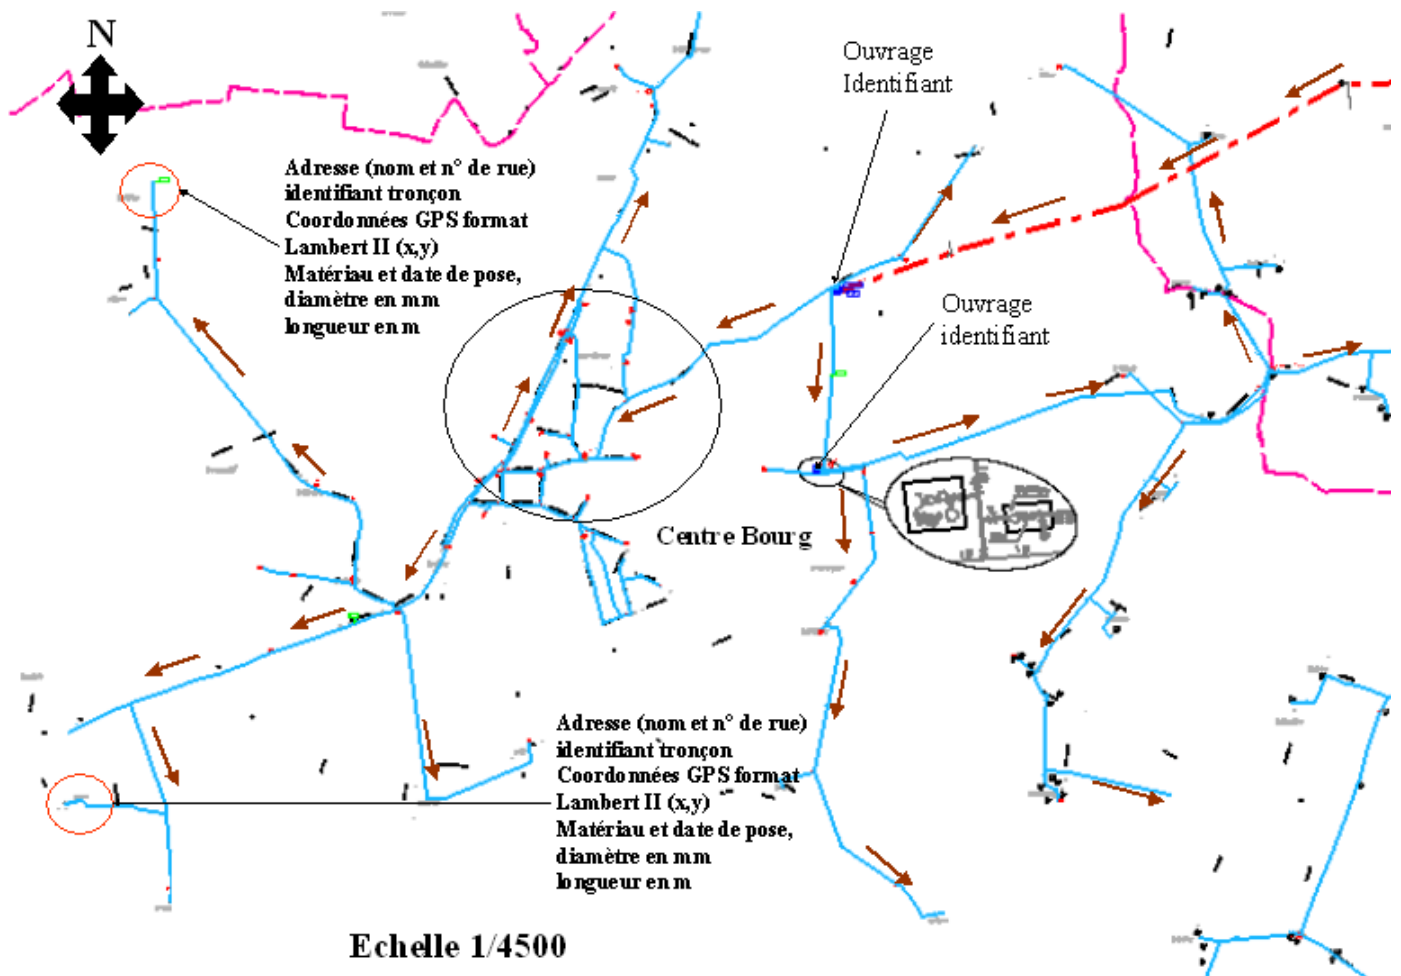 N
Ouvrage
Identifiant
Adresse (nom et n° de rue)
identifiant tronçon
Coordonnées GPS format
Lambert II (x,y)
Matériau et date de pose,
diamètre en mm
longueur en m
Ouvrage
identifiant
Centre Bourg
Adresse (nom et n° de rue)
identifiant tronçon
Coordonnées GPS format
Lambert II (x,y)
Matériau et date de pose,
diamètre en mm
longueur en m
Echelle 1/4500